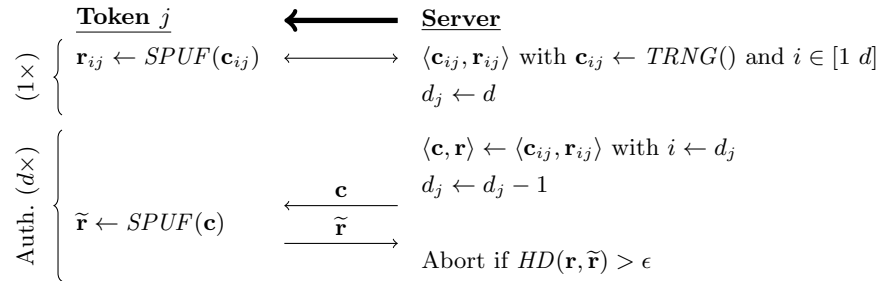 Token j Server
(1×) r_ij ← SPUF(c_ij) ⟨c_ij, r_ij⟩ with c_ij ← TRNG() and i ∈ [1 d]
d_j ← d
Auth. (d×)
⟨c, r⟩ ← ⟨c_ij, r_ij⟩ with i ← d_j
c d_j ← d_j − 1
r̃ ← SPUF(c) r̃
Abort if HD(r, r̃) > ϵ